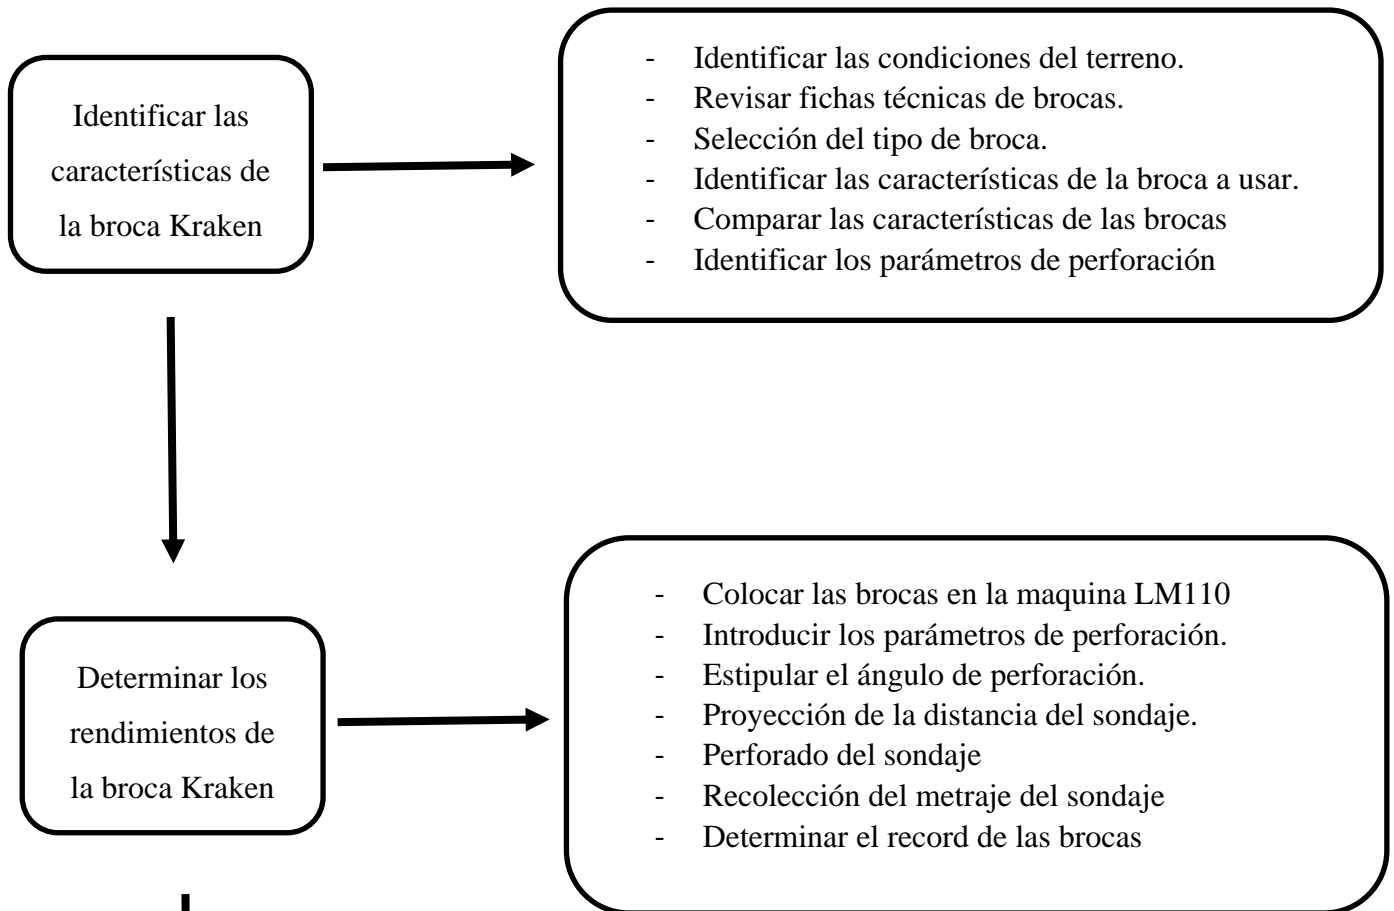 Identificar las
características de
la broca Kraken
- Identificar las condiciones del terreno.
- Revisar fichas técnicas de brocas.
- Selección del tipo de broca.
- Identificar las características de la broca a usar.
- Comparar las características de las brocas
- Identificar los parámetros de perforación
Determinar los
rendimientos de
la broca Kraken
- Colocar las brocas en la maquina LM110
- Introducir los parámetros de perforación.
- Estipular el ángulo de perforación.
- Proyección de la distancia del sondaje.
- Perforado del sondaje
- Recolección del metraje del sondaje
- Determinar el record de las brocas